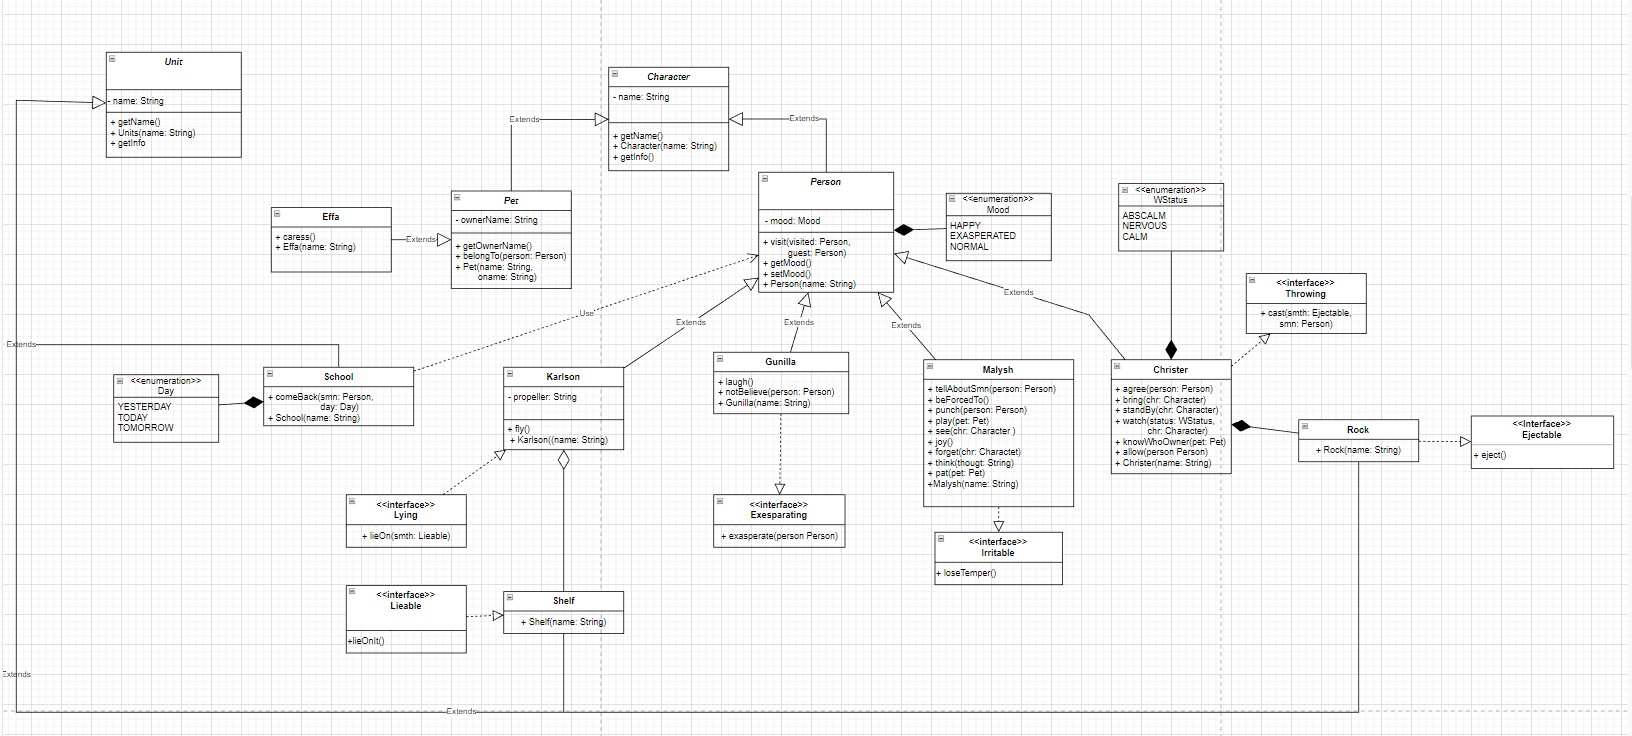 Unit
- name: String
+ getName()
+ Units(name: String)
+ getInfo
Character
- name: String
+ getName()
+ Character(name: String)
+ getInfo()
Extends
Extends
Person
- mood: Mood
+ visit(visited: Person,
guest: Person)
+ getMood()
+ setMood()
+ Person(name: String)
Pet
- ownerName: String
+ getOwnerName()
+ belongTo(person: Person)
+ Pet(name: String,
oname: String)
Effa
+ caress()
+ Effa(name: String)
Extends
<<enumeration>>
Mood
HAPPY
EXASPERATED
NORMAL
<<enumeration>>
WStatus
ABSCALM
NERVOUS
CALM
<<interface>>
Throwing
+ cast(smth: Ejectable,
smn: Person)
Extends
Use
Extends
Extends
Extends
Extends
<<enumeration>>
Day
YESTERDAY
TODAY
TOMORROW
School
+ comeBack(smn: Person,
day: Day)
+ School(name: String)
Karlson
- propeller: String
+ fly()
+ Karlson((name: String)
Gunilla
+ laugh()
+ notBelieve(person: Person)
+ Gunilla(name: String)
Malysh
+ tellAboutSmn(person: Person)
+ beForcedTo()
+ punch(person: Person)
+ play(pet: Pet)
+ see(chr: Character )
+ joy()
+ forget(chr: Charactet)
+ think(thougt: String)
+ pat(pet: Pet)
+Malysh(name: String)
Christer
+ agree(person: Person)
+ bring(chr: Character)
+ standBy(chr: Character)
+ watch(status: WStatus,
chr: Character)
+ knowWhoOwner(pet: Pet)
+ allow(person Person)
+ Christer(name: String)
Rock
+ Rock(name: String)
<<Interface>>
Ejectable
+ eject()
<<interface>>
Lying
+ lieOn(smth: Lieable)
<<interface>>
Exesparating
+ exasperate(person Person)
<<interface>>
Irritable
+ loseTemper()
<<interface>>
Lieable
+lieOnIt()
Shelf
+ Shelf(name: String)
Extends
Extends